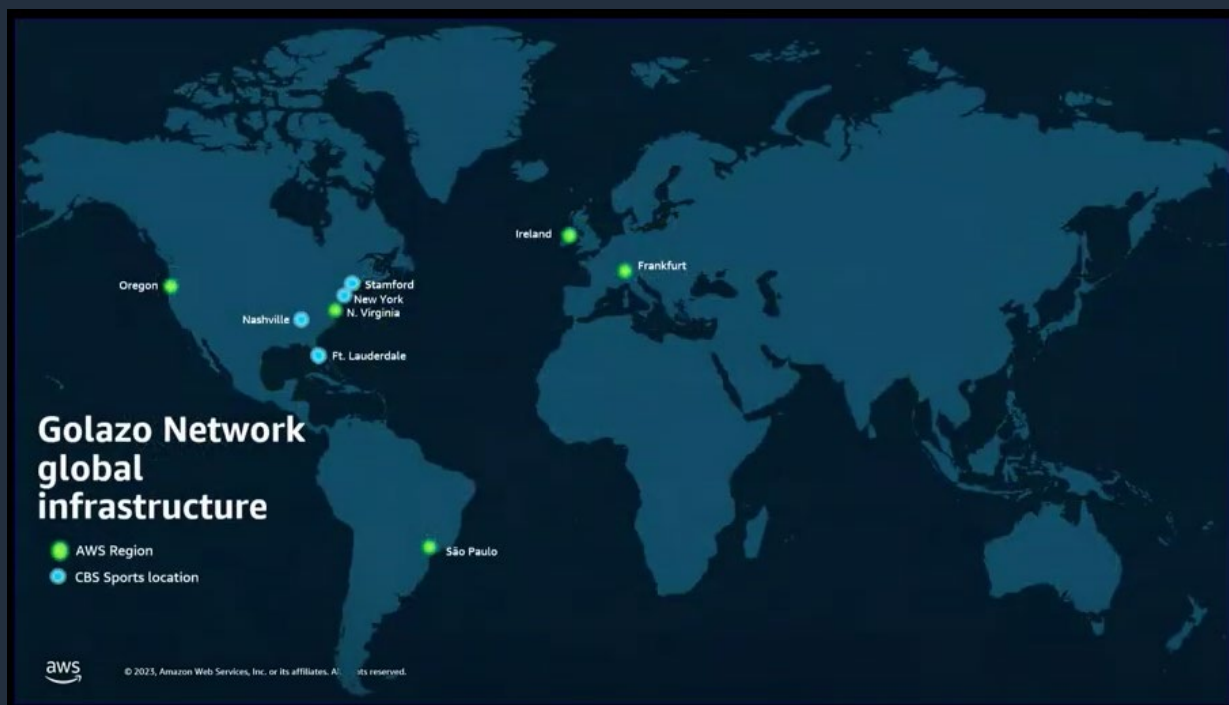 Ireland
Frankfurt
Oregon
Stamford
New York
N. Virginia
Nashville
Ft. Lauderdale
Golazo Network
global
infrastructure
AWS Region
São Paulo
CBS Sports location
aws
© 2023, Amazon Web Services, Inc. or its affiliates. reserved.